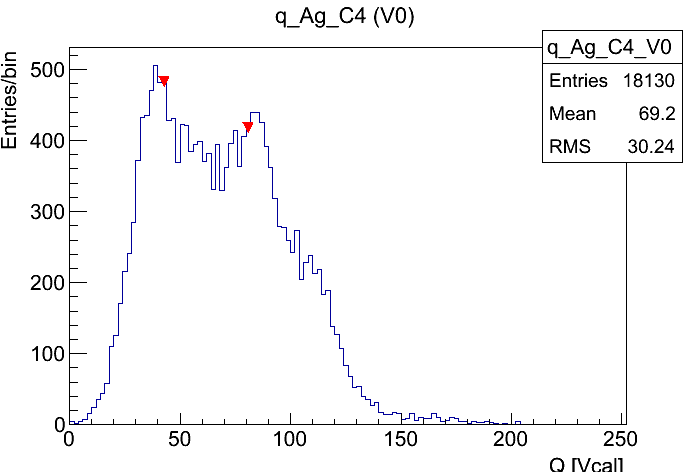 q_Ag_C4 (V0)
q_Ag_C4_V0
Entries 18130
Mean 69.2
RMS 30.24
Entries/bin
500
400
300
200
100
0
0 50 100 150 200 250
Q [Vcal]